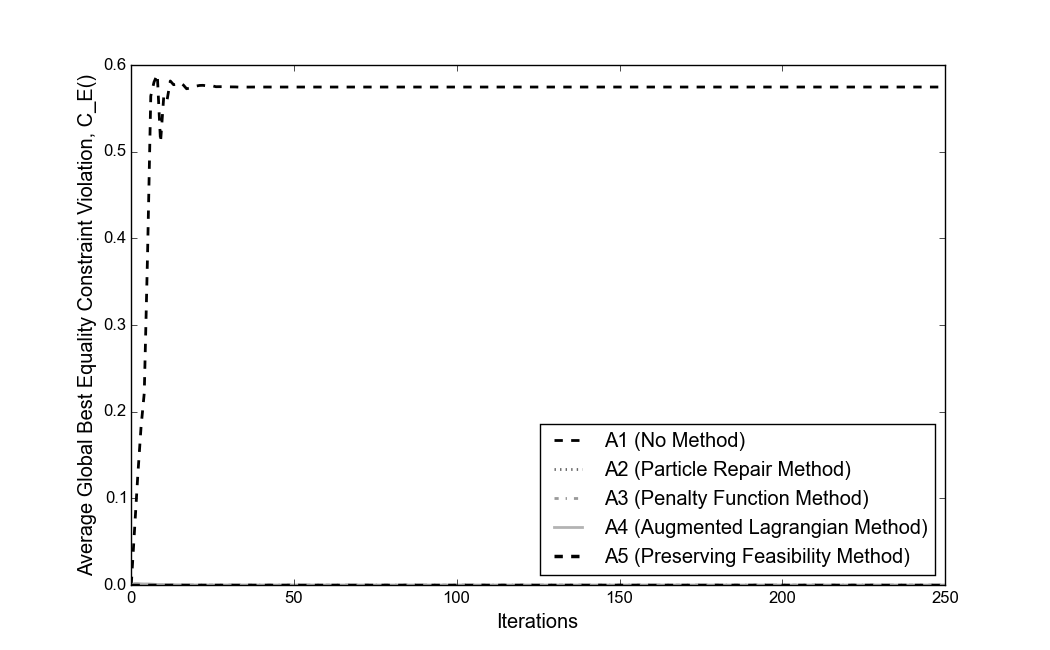 0.6
0.5
0.4
0.3
0.2
0.1
0.0
Average Global Best Equality Constraint Violation, C_E()
A1 (No Method)
A2 (Particle Repair Method)
A3 (Penalty Function Method)
A4 (Augmented Lagrangian Method)
A5 (Preserving Feasibility Method)
0 50 100 150 200 250
Iterations